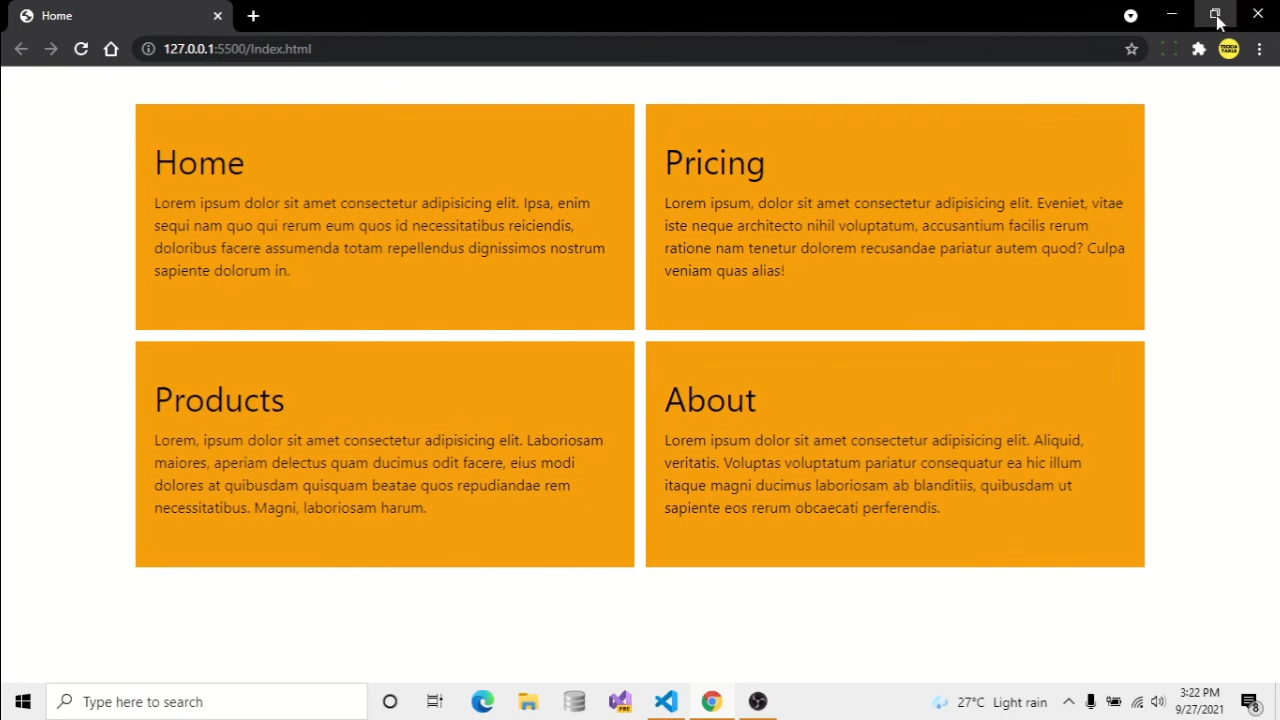 Home
127.0.0.1:5500/Index.html
TECKIA
TAKLE
Home
Lorem ipsum dolor sit amet consectetur adipisicing elit. Ipsa, enim
sequi nam quo qui rerum eum quos id necessitatibus reiciendis,
doloribus facere assumenda totam repellendus dignissimos nostrum
sapiente dolorum in.
Pricing
Lorem ipsum, dolor sit amet consectetur adipisicing elit. Eveniet, vitae
iste neque architecto nihil voluptatum, accusantium facilis rerum
ratione nam tenetur dolorem recusandae pariatur autem quod? Culpa
veniam quas alias!
Products
Lorem, ipsum dolor sit amet consectetur adipisicing elit. Laboriosam
maiores, aperiam delectus quam ducimus odit facere, eius modi
dolores at quibusdam quisquam beatae quos repudiandae rem
necessitatibus. Magni, laboriosam harum.
About
Lorem ipsum dolor sit amet consectetur adipisicing elit. Aliquid,
veritatis. Voluptas voluptatum pariatur consequatur ea hic illum
itaque magni ducimus laboriosam ab blanditiis, quibusdam ut
sapiente eos rerum obcaecati perferendis.
Type here to search
PRE
27°C Light rain
3:22 PM
9/27/2021
8